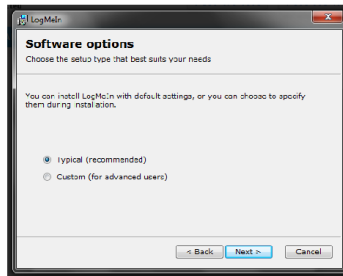 LogMeIn
Software options
Choose the setup type that best suits your needs
You can install LogMeIn with default settings, or you can choose to specify
them during installation.
Typical (recommended)
Custom (for advanced users)
< Back
Next >
Cancel